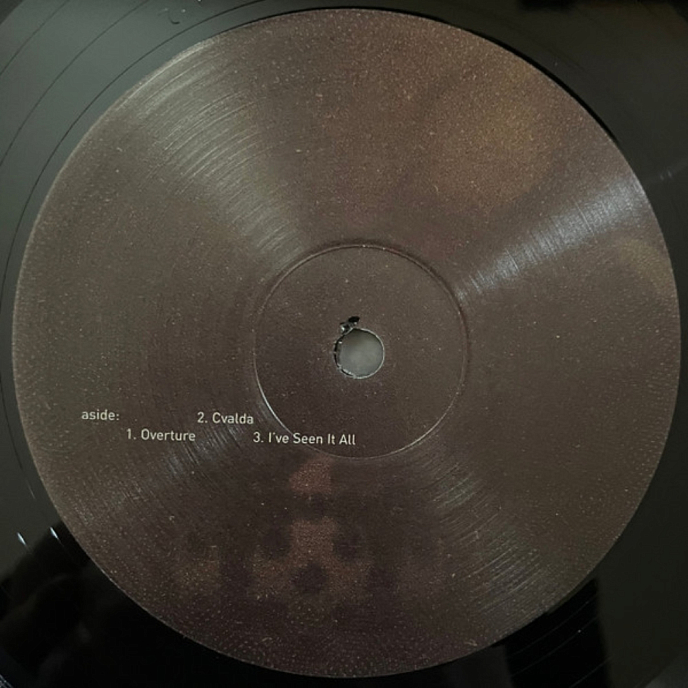 aside: 2. Cvalda
1. Overture 3. I've Seen It All